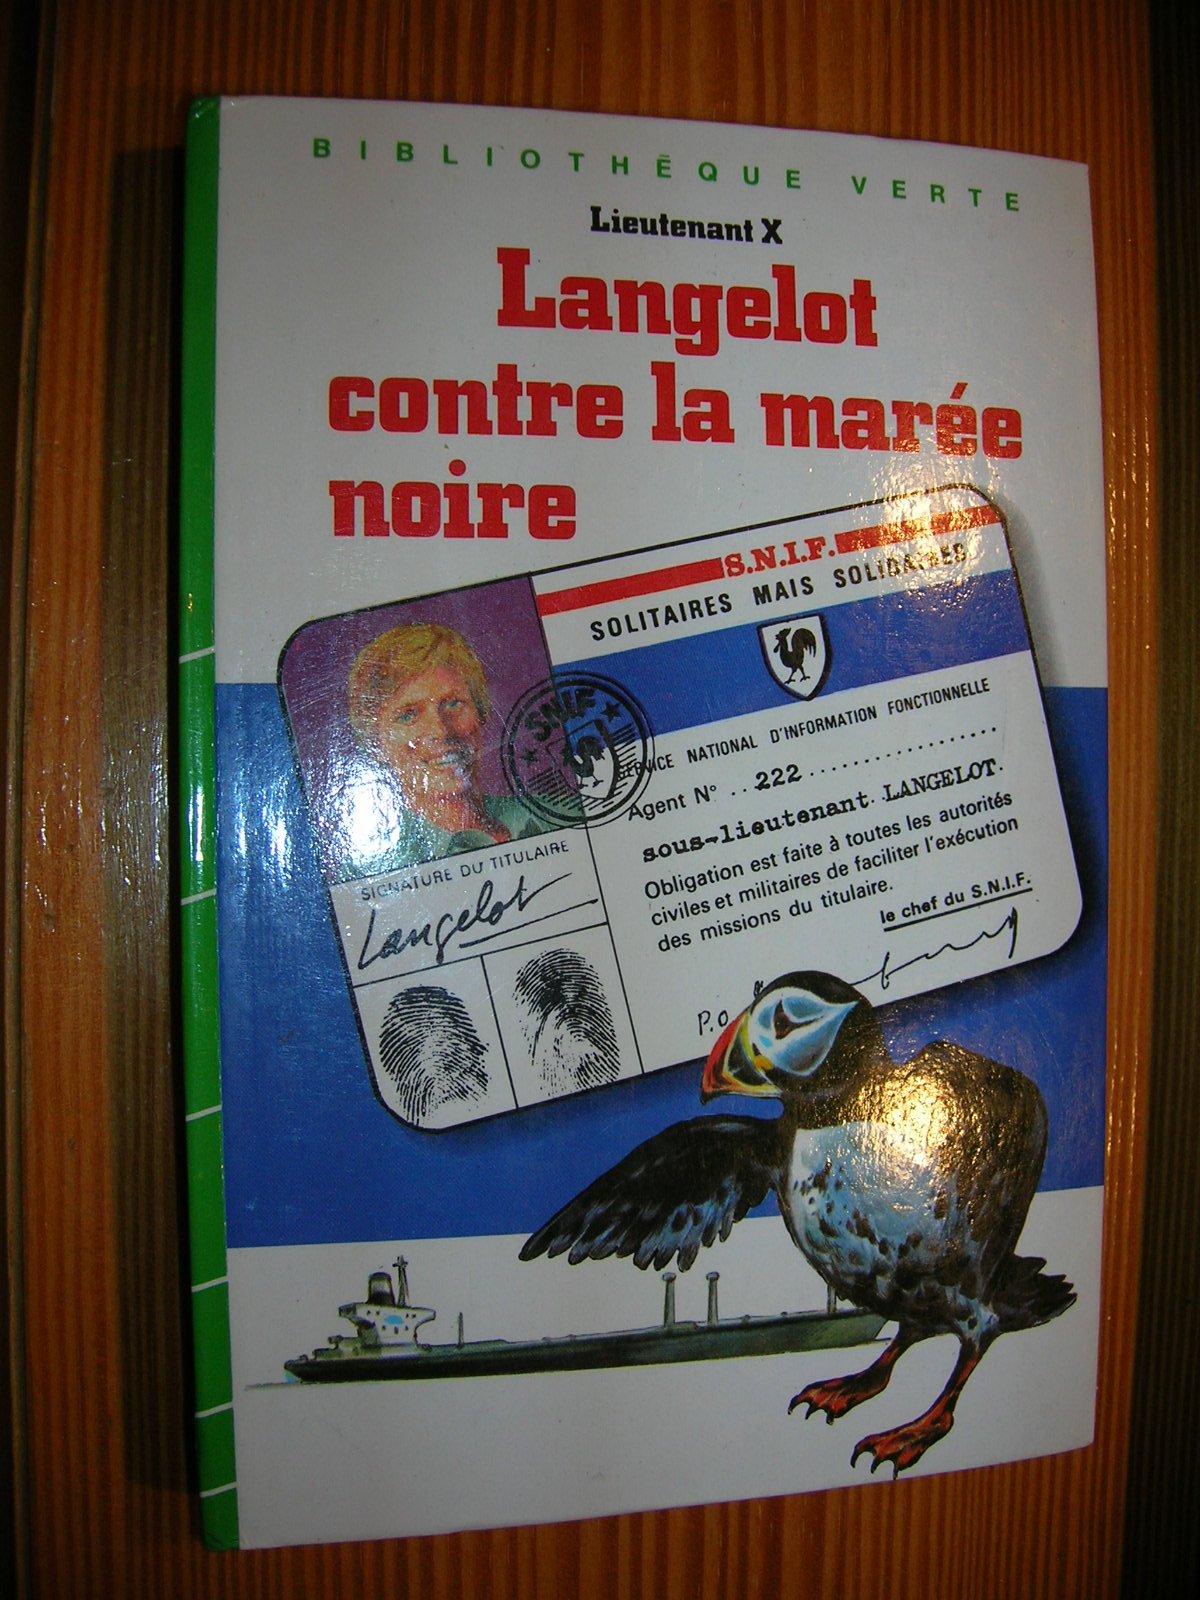 BIBLIOTHÈQUE VERTE
Lieutenant X
Langelot
contre la marée
noire
S.N.I.F.
SOLITAIRES MAIS SOLIDAIRES
SNIF
SERVICE NATIONAL D'INFORMATION FONCTIONNELLE
Agent N° ..222................
sous-lieutenant.LANGELOT.
Obligation est faite à toutes les autorités
civiles et militaires de faciliter l'exécution
des missions du titulaire.
le chef du S.N.I.F.
P.o
SIGNATURE DU TITULAIRE
Langelot